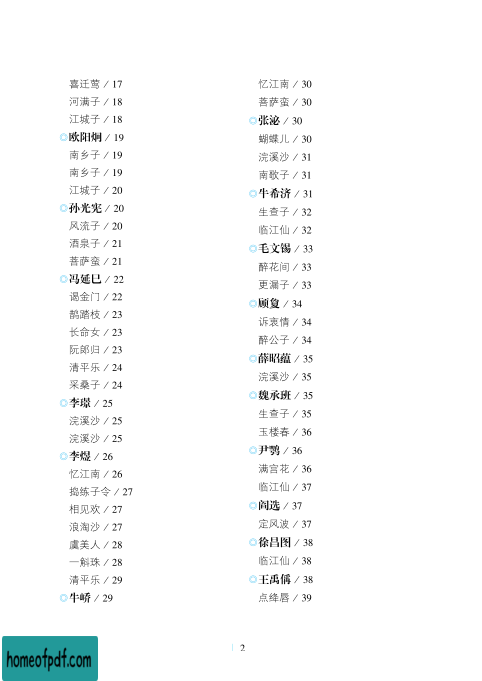 喜迁莺 / 17
河满子 / 18
江城子 / 18
◎欧阳炯 / 19
南乡子 / 19
南乡子 / 19
江城子 / 20
◎孙光宪 / 20
风流子 / 20
酒泉子 / 21
菩萨蛮 / 21
◎冯延巳 / 22
谒金门 / 22
鹊踏枝 / 23
长命女 / 23
阮郎归 / 23
清平乐 / 24
采桑子 / 24
◎李璟 / 25
浣溪沙 / 25
浣溪沙 / 25
◎李煜 / 26
忆江南 / 26
捣练子令 / 27
相见欢 / 27
浪淘沙 / 27
虞美人 / 28
一斛珠 / 28
清平乐 / 29
◎牛峤 / 29
忆江南 / 30
菩萨蛮 / 30
◎张泌 / 30
蝴蝶儿 / 30
浣溪沙 / 31
南歌子 / 31
◎牛希济 / 31
生查子 / 32
临江仙 / 32
◎毛文锡 / 33
醉花间 / 33
更漏子 / 33
◎顾敻 / 34
诉衷情 / 34
醉公子 / 34
◎薛昭蕴 / 35
浣溪沙 / 35
◎魏承班 / 35
生查子 / 35
玉楼春 / 36
◎尹鹗 / 36
满宫花 / 36
临江仙 / 37
◎阎选 / 37
定风波 / 37
◎徐昌图 / 38
临江仙 / 38
◎王禹偁 / 38
点绛唇 / 39
2
homeofpdf.com